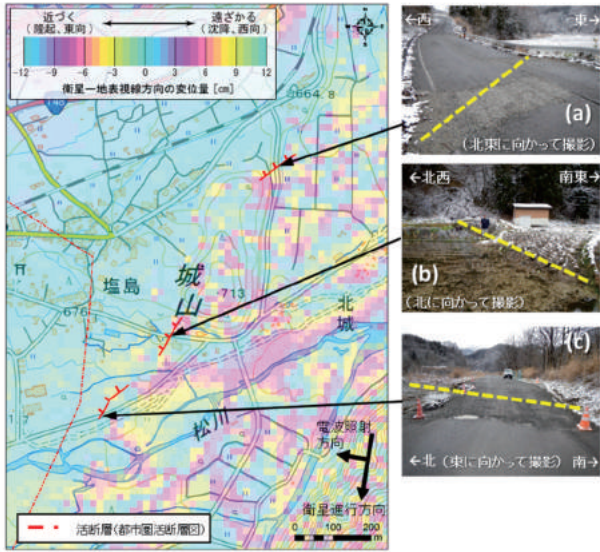 近づく
(隆起、東向)
遠ざかる
(沈降、西向)
-12 -9 -6 -3 0 3 6 9 12
衛星－地表視線方向の変位量 [cm]
148
664.8
塩島
城山
713
676
北城
松川
電波照射
方向
衛星進行方向
活断層(都市圏活断層図)
0 50 100 200
m
←西
東→
(a)
(北東に向かって撮影)
←北西
南東→
(b)
(北に向かって撮影)
(c)
←北 (東に向かって撮影) 南→